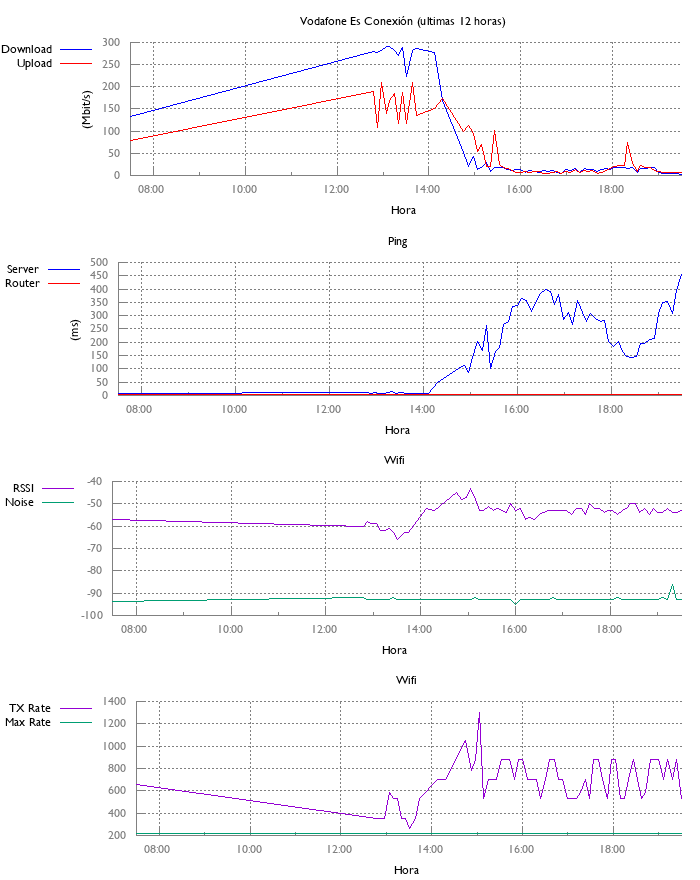 Vodafone Es Conexión (ultimas 12 horas)
Download
Upload
300
250
200
150
100
50
0
(Mbit/s)
08:00 10:00 12:00 14:00 16:00 18:00
Hora
Ping
Server
Router
500
450
400
350
300
250
200
150
100
50
0
(ms)
08:00 10:00 12:00 14:00 16:00 18:00
Hora
Wifi
RSSI
Noise
-40
-50
-60
-70
-80
-90
-100
08:00 10:00 12:00 14:00 16:00 18:00
Hora
Wifi
TX Rate
Max Rate
1400
1200
1000
800
600
400
200
08:00 10:00 12:00 14:00 16:00 18:00
Hora